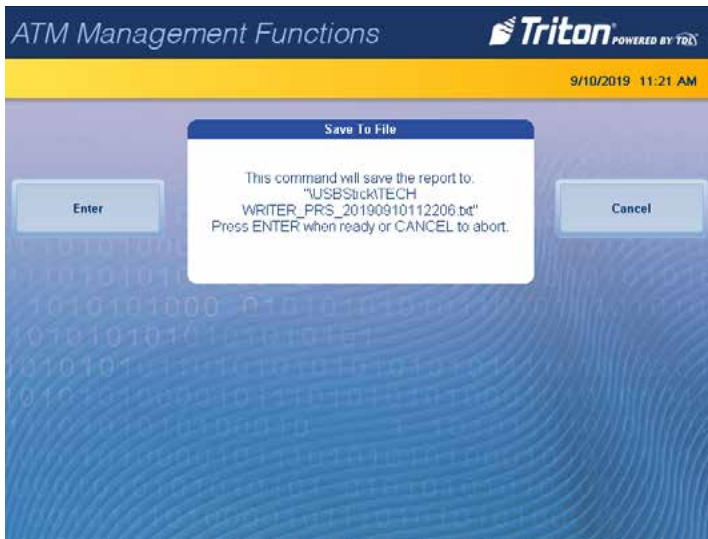 ATM Management Functions
Triton POWERED BY TDL
9/10/2019 11:21 AM
Save To File
This command will save the report to:
"\USBStick\TECH
WRITER_PRS_20190910112206.txt"
Press ENTER when ready or CANCEL to abort.
Enter
Cancel